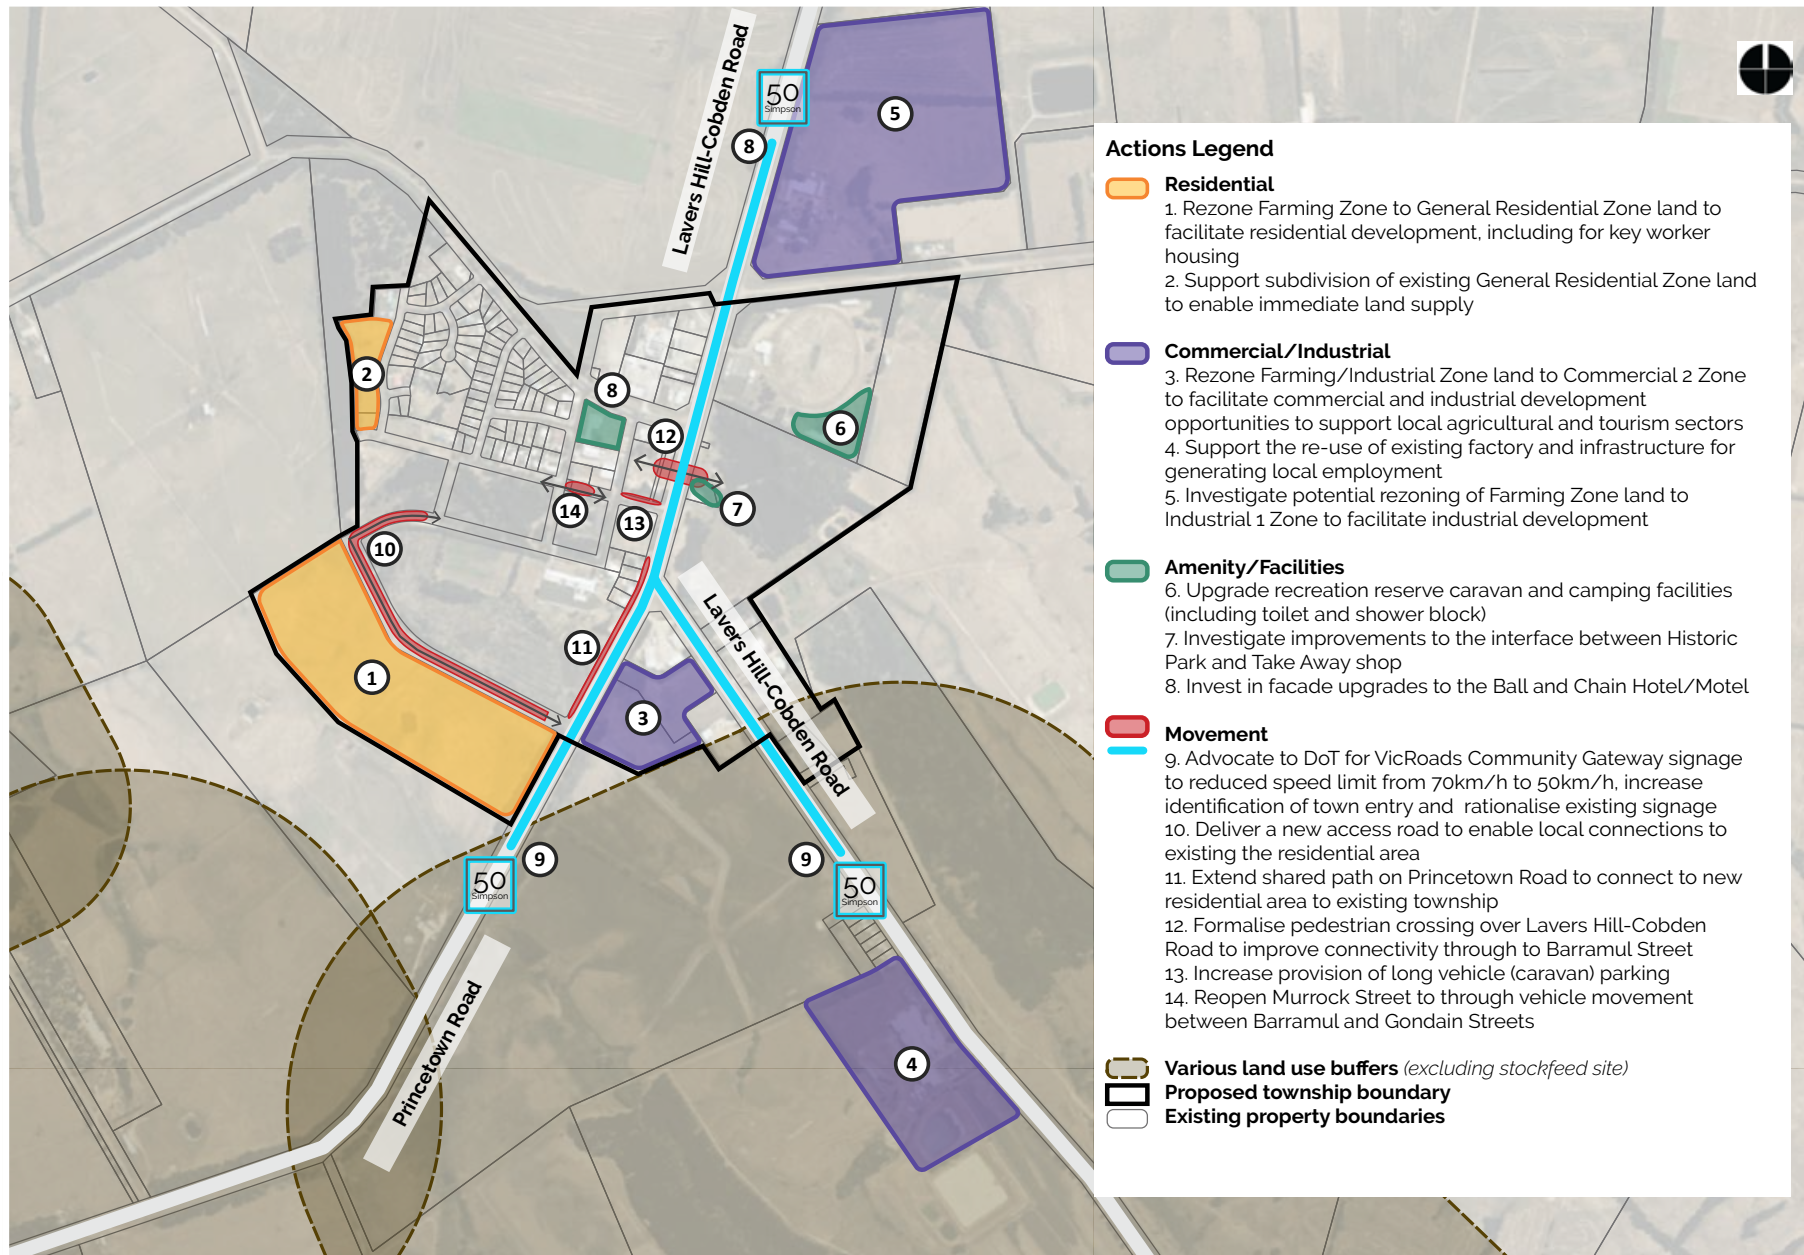 Lavers Hill-Cobden Road
50
Simpson
8
5
2
8
12
6
7
14
13
10
11
1
3
Lavers Hill-Cobden Road
9
9
50
Simpson
50
Simpson
Princetown Road
4
Actions Legend
Residential
1. Rezone Farming Zone to General Residential Zone land to
facilitate residential development, including for key worker
housing
2. Support subdivision of existing General Residential Zone land
to enable immediate land supply
Commercial/Industrial
3. Rezone Farming/Industrial Zone land to Commercial 2 Zone
to facilitate commercial and industrial development
opportunities to support local agricultural and tourism sectors
4. Support the re-use of existing factory and infrastructure for
generating local employment
5. Investigate potential rezoning of Farming Zone land to
Industrial 1 Zone to facilitate industrial development
Amenity/Facilities
6. Upgrade recreation reserve caravan and camping facilities
(including toilet and shower block)
7. Investigate improvements to the interface between Historic
Park and Take Away shop
8. Invest in facade upgrades to the Ball and Chain Hotel/Motel
Movement
9. Advocate to DoT for VicRoads Community Gateway signage
to reduced speed limit from 70km/h to 50km/h, increase
identification of town entry and rationalise existing signage
10. Deliver a new access road to enable local connections to
existing the residential area
11. Extend shared path on Princetown Road to connect to new
residential area to existing township
12. Formalise pedestrian crossing over Lavers Hill-Cobden
Road to improve connectivity through to Barramul Street
13. Increase provision of long vehicle (caravan) parking
14. Reopen Murrock Street to through vehicle movement
between Barramul and Gondain Streets
Various land use buffers (excluding stockfeed site)
Proposed township boundary
Existing property boundaries